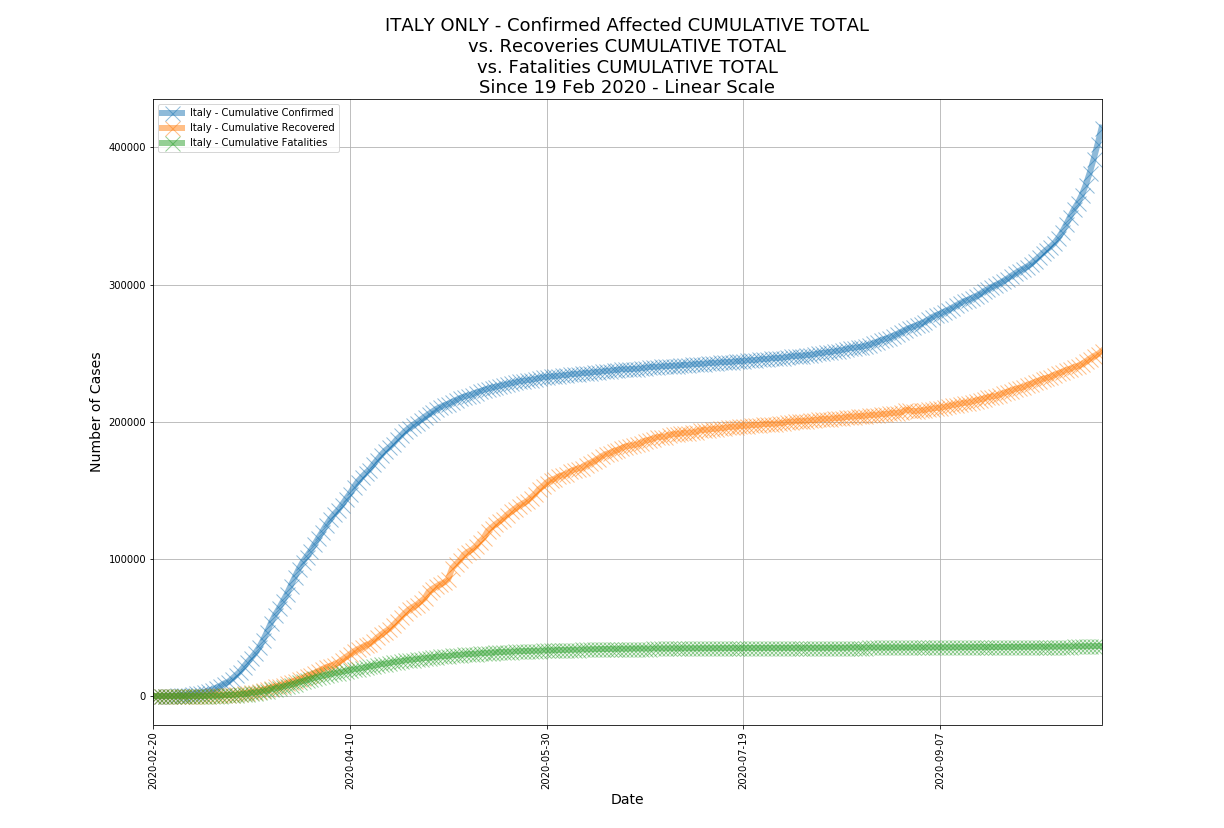 ITALY ONLY - Confirmed Affected CUMULATIVE TOTAL
vs. Recoveries CUMULATIVE TOTAL
vs. Fatalities CUMULATIVE TOTAL
Since 19 Feb 2020 - Linear Scale
Italy - Cumulative Confirmed
Italy - Cumulative Recovered
Italy - Cumulative Fatalities
Number of Cases
400000
300000
200000
100000
0
2020-02-20
2020-04-10
2020-05-30
2020-07-19
2020-09-07
Date